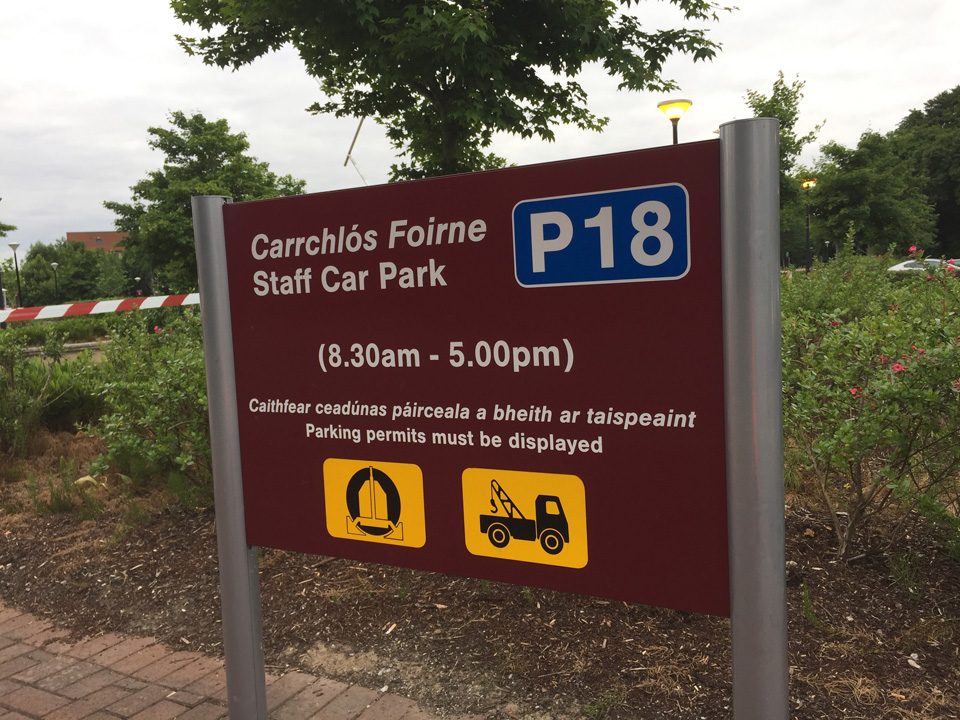 Carrchlós Foirne
Staff Car Park
P18
(8.30am - 5.00pm)
Caithfear ceadúnas páirceala a bheith ar taispeaint
Parking permits must be displayed